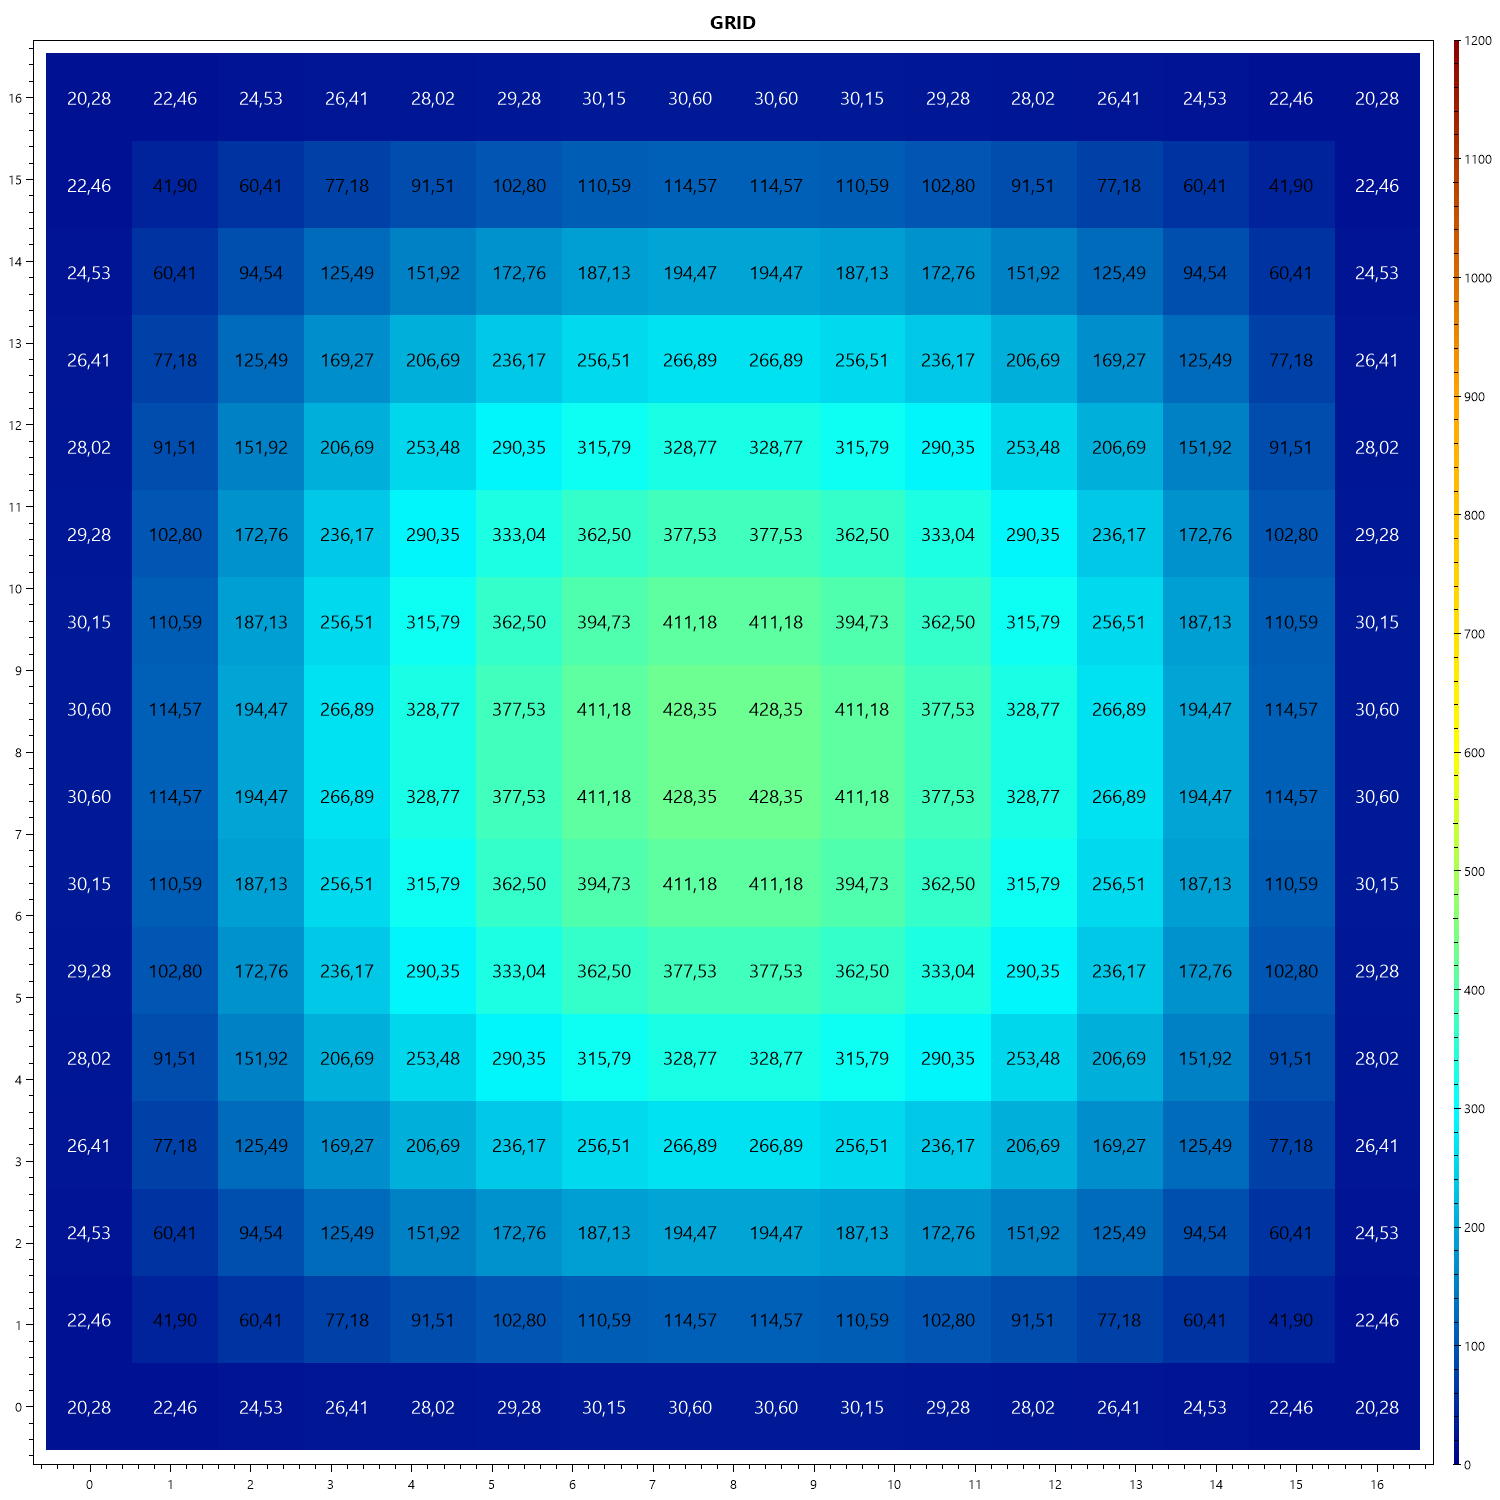 GRID
1200
16 20,28 22,46 24,53 26,41 28,02 29,28 30,15 30,60 30,60 30,15 29,28 28,02 26,41 24,53 22,46 20,28
1100
15 22,46 41,90 60,41 77,18 91,51 102,80 110,59 114,57 114,57 110,59 102,80 91,51 77,18 60,41 41,90 22,46
14 24,53 60,41 94,54 125,49 151,92 172,76 187,13 194,47 194,47 187,13 172,76 151,92 125,49 94,54 60,41 24,53
1000
13 26,41 77,18 125,49 169,27 206,69 236,17 256,51 266,89 266,89 256,51 236,17 206,69 169,27 125,49 77,18 26,41
900
12 28,02 91,51 151,92 206,69 253,48 290,35 315,79 328,77 328,77 315,79 290,35 253,48 206,69 151,92 91,51 28,02
11
800
29,28 102,80 172,76 236,17 290,35 333,04 362,50 377,53 377,53 362,50 333,04 290,35 236,17 172,76 102,80 29,28
10
30,15 110,59 187,13 256,51 315,79 362,50 394,73 411,18 411,18 394,73 362,50 315,79 256,51 187,13 110,59 30,15
700
9
30,60 114,57 194,47 266,89 328,77 377,53 411,18 428,35 428,35 411,18 377,53 328,77 266,89 194,47 114,57 30,60
8
600
30,60 114,57 194,47 266,89 328,77 377,53 411,18 428,35 428,35 411,18 377,53 328,77 266,89 194,47 114,57 30,60
7
500
30,15 110,59 187,13 256,51 315,79 362,50 394,73 411,18 411,18 394,73 362,50 315,79 256,51 187,13 110,59 30,15
6
29,28 102,80 172,76 236,17 290,35 333,04 362,50 377,53 377,53 362,50 333,04 290,35 236,17 172,76 102,80 29,28
400
5
28,02 91,51 151,92 206,69 253,48 290,35 315,79 328,77 328,77 315,79 290,35 253,48 206,69 151,92 91,51 28,02
4
300
26,41 77,18 125,49 169,27 206,69 236,17 256,51 266,89 266,89 256,51 236,17 206,69 169,27 125,49 77,18 26,41
3
200
24,53 60,41 94,54 125,49 151,92 172,76 187,13 194,47 194,47 187,13 172,76 151,92 125,49 94,54 60,41 24,53
2
1 22,46 41,90 60,41 77,18 91,51 102,80 110,59 114,57 114,57 110,59 102,80 91,51 77,18 60,41 41,90 22,46
100
0 20,28 22,46 24,53 26,41 28,02 29,28 30,15 30,60 30,60 30,15 29,28 28,02 26,41 24,53 22,46 20,28
0
0 1 2 3 4 5 6 7 8 9 10 11 12 13 14 15 16